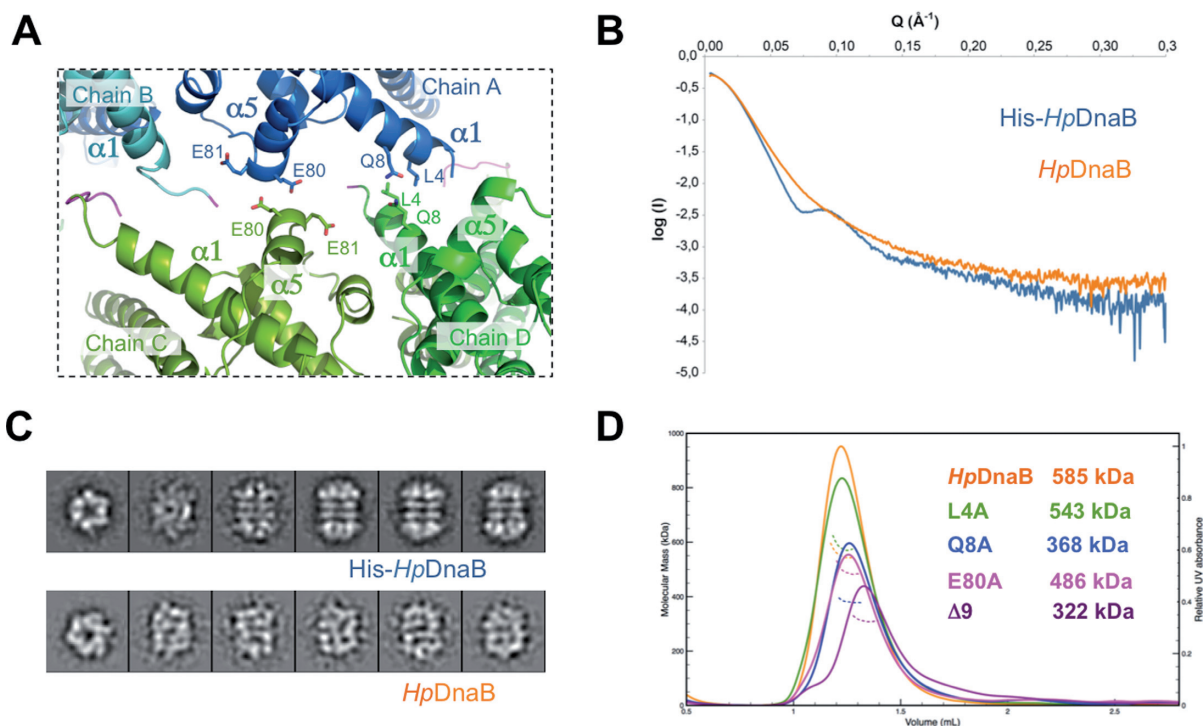 A
Chain B
Chain A
α5
α1
α1
E81
Q8
E80
L4
L4
E80
Q8
E81
α5
α1
α1
α5
Chain C
Chain D
B
Q (Å-1)
0,00 0,05 0,10 0,15 0,20 0,25 0,30 0,3
0,0
-0,5
-1,0
-1,5
-2,0
-2,5
-3,0
-3,5
-4,0
-4,5
-5,0
log (I)
His-HpDnaB
HpDnaB
C
His-HpDnaB
HpDnaB
D
1000
800
600
400
200
0
Molecular Mass (kDa)
HpDnaB 585 kDa
L4A 543 kDa
Q8A 368 kDa
E80A 486 kDa
Δ9 322 kDa
1
0.8
0.6
0.4
0.2
0
Relative UV absorbance
0.5 1 1.5 2 2.5
Volume (mL)